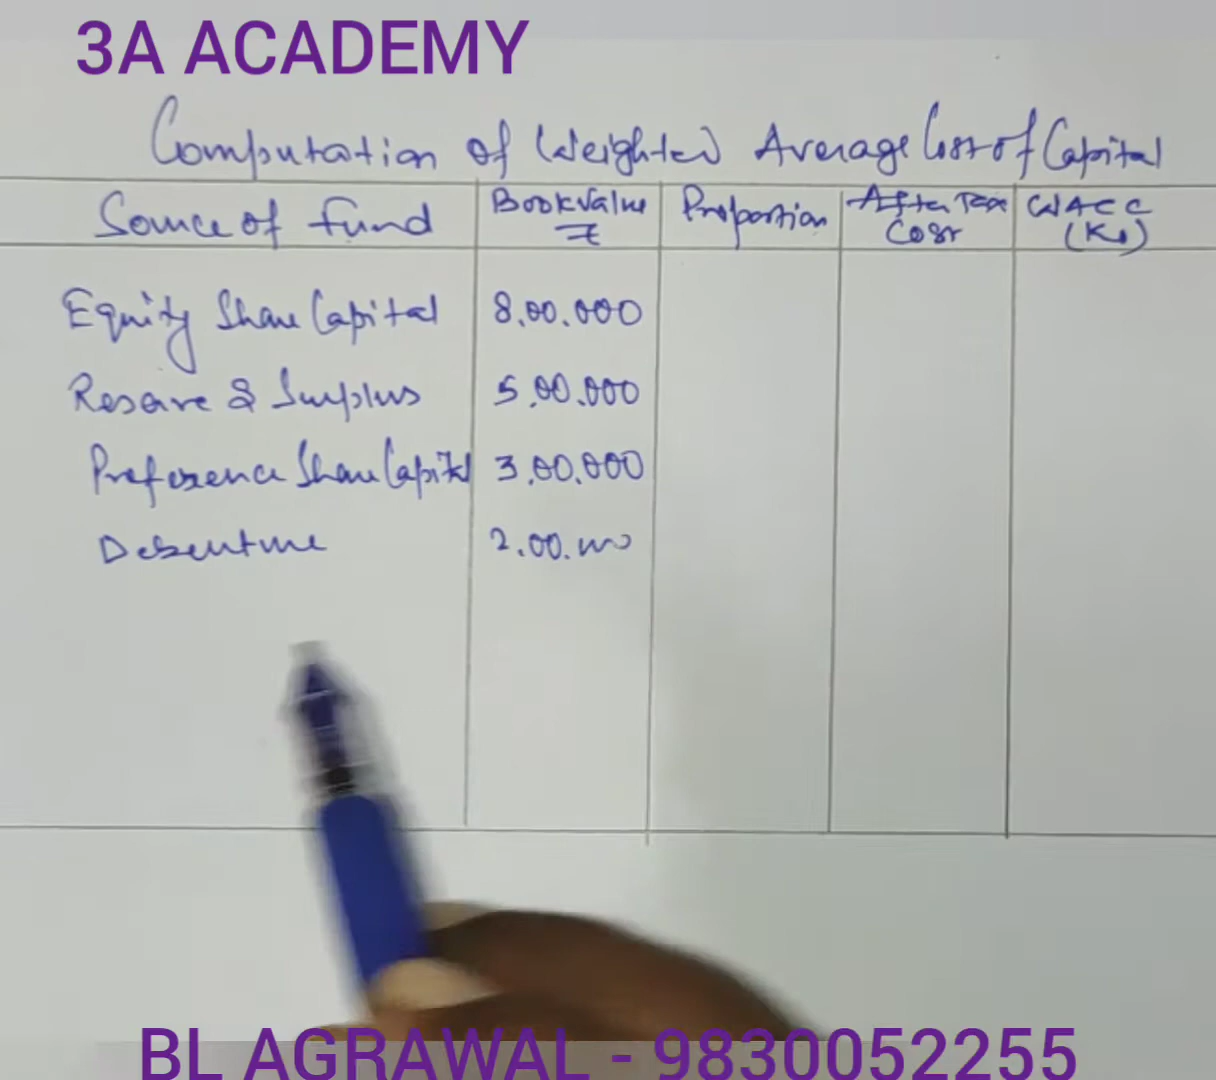 3A ACADEMY
Computation of Weighted Average Cost of Capital
Source of Fund Book Value ₹ Proportion After Tax Cost WACC (Ko)
Equity Share Capital 8,00,000
Reserve & Surplus 5,00,000
Preference Share Capital 3,00,000
Debenture 2,00,000
BL AGRAWAL - 9830052255